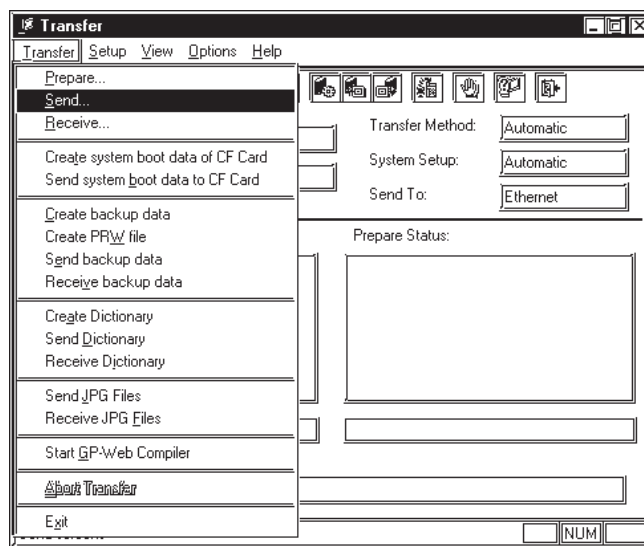 Transfer
Transfer Setup View Options Help
Prepare...
Send...
Receive...
Create system boot data of CF Card
Send system boot data to CF Card
Create backup data
Create PRW file
Send backup data
Receive backup data
Create Dictionary
Send Dictionary
Receive Dictionary
Send JPG Files
Receive JPG Files
Start GP-Web Compiler
Abort Transfer
Exit
Transfer Method: Automatic
System Setup: Automatic
Send To: Ethernet
Prepare Status:
NUM